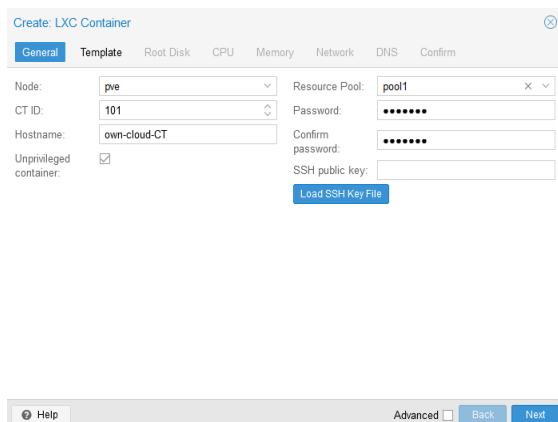 Create: LXC Container
General Template Root Disk CPU Memory Network DNS Confirm
Node: pve
CT ID: 101
Hostname: own-cloud-CT
Unprivileged
container:
Resource Pool: pool1
Password: •••••••
Confirm
password: •••••••
SSH public key:
Load SSH Key File
Help Advanced Back Next